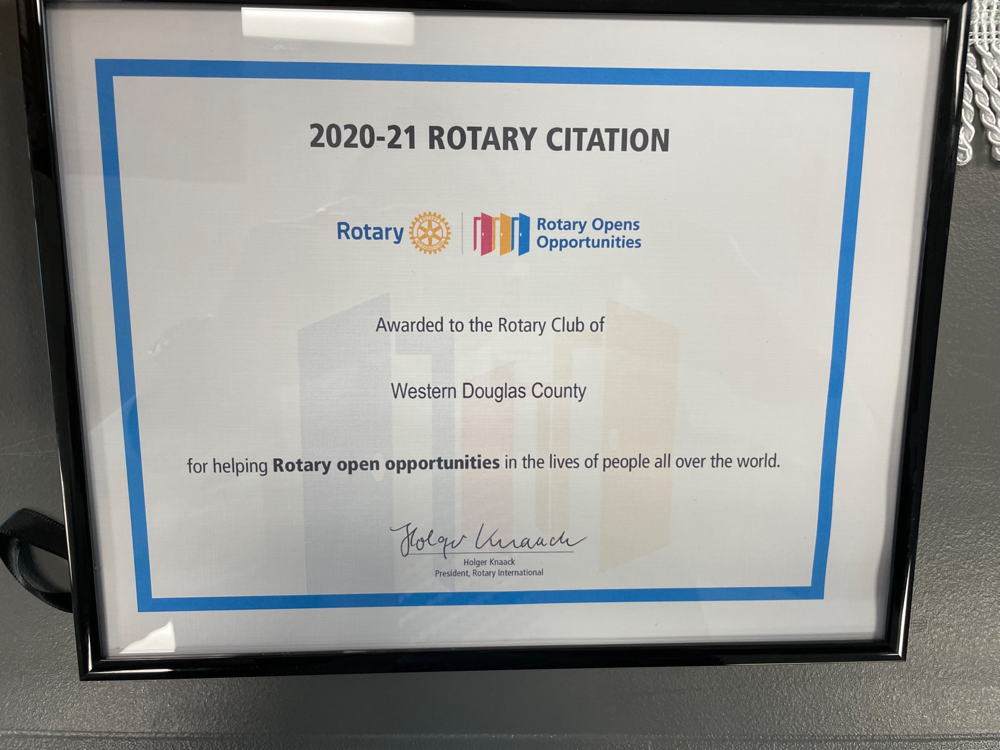 2020-21 ROTARY CITATION
Rotary
ROTARY
INTERNATIONAL
Rotary Opens
Opportunities
Awarded to the Rotary Club of
Western Douglas County
for helping Rotary open opportunities in the lives of people all over the world.
Holger Knaack
Holger Knaack
President, Rotary International